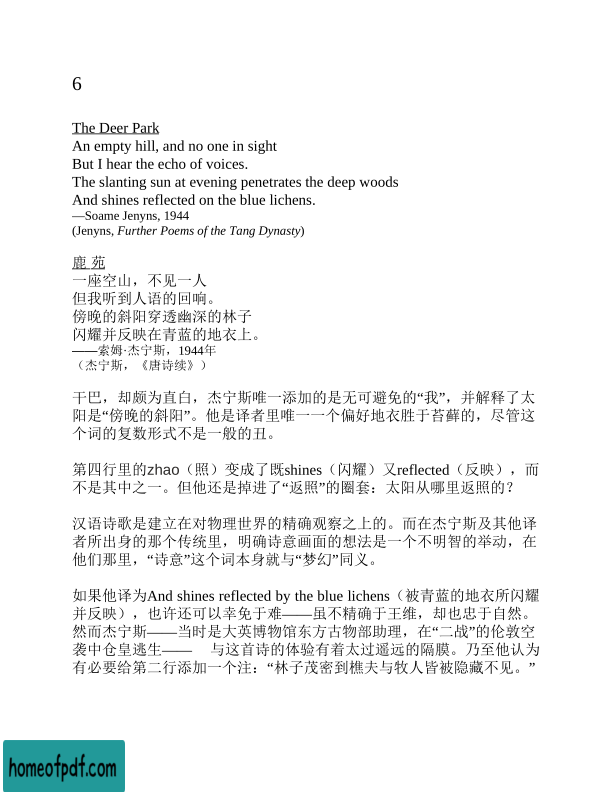 6
The Deer Park
An empty hill, and no one in sight
But I hear the echo of voices.
The slanting sun at evening penetrates the deep woods
And shines reflected on the blue lichens.
—Soame Jenyns, 1944
(Jenyns, Further Poems of the Tang Dynasty)
鹿 苑
一座空山，不见一人
但我听到人语的回响。
傍晚的斜阳穿透幽深的林子
闪耀并反映在青蓝的地衣上。
——索姆·杰宁斯，1944年
（杰宁斯，《唐诗续》）
干巴，却颇为直白，杰宁斯唯一添加的是无可避免的“我”，并解释了太
阳是“傍晚的斜阳”。他是译者里唯一一个偏好地衣胜于苔藓的，尽管这
个词的复数形式不是一般的丑。
第四行里的zhao（照）变成了既shines（闪耀）又reflected（反映），而
不是其中之一。但他还是掉进了“返照”的圈套：太阳从哪里返照的？
汉语诗歌是建立在对物理世界的精确观察之上的。而在杰宁斯及其他译
者所出身的那个传统里，明确诗意画面的想法是一个不明智的举动，在
他们那里，“诗意”这个词本身就与“梦幻”同义。
如果他译为And shines reflected by the blue lichens（被青蓝的地衣所闪耀
并反映），也许还可以幸免于难——虽不精确于王维，却也忠于自然。
然而杰宁斯——当时是大英博物馆东方古物部助理，在“二战”的伦敦空
袭中仓皇逃生—— 与这首诗的体验有着太过遥远的隔膜。乃至他认为
有必要给第二行添加一个注：“林子茂密到樵夫与牧人皆被隐藏不见。”
homeofpdf.com